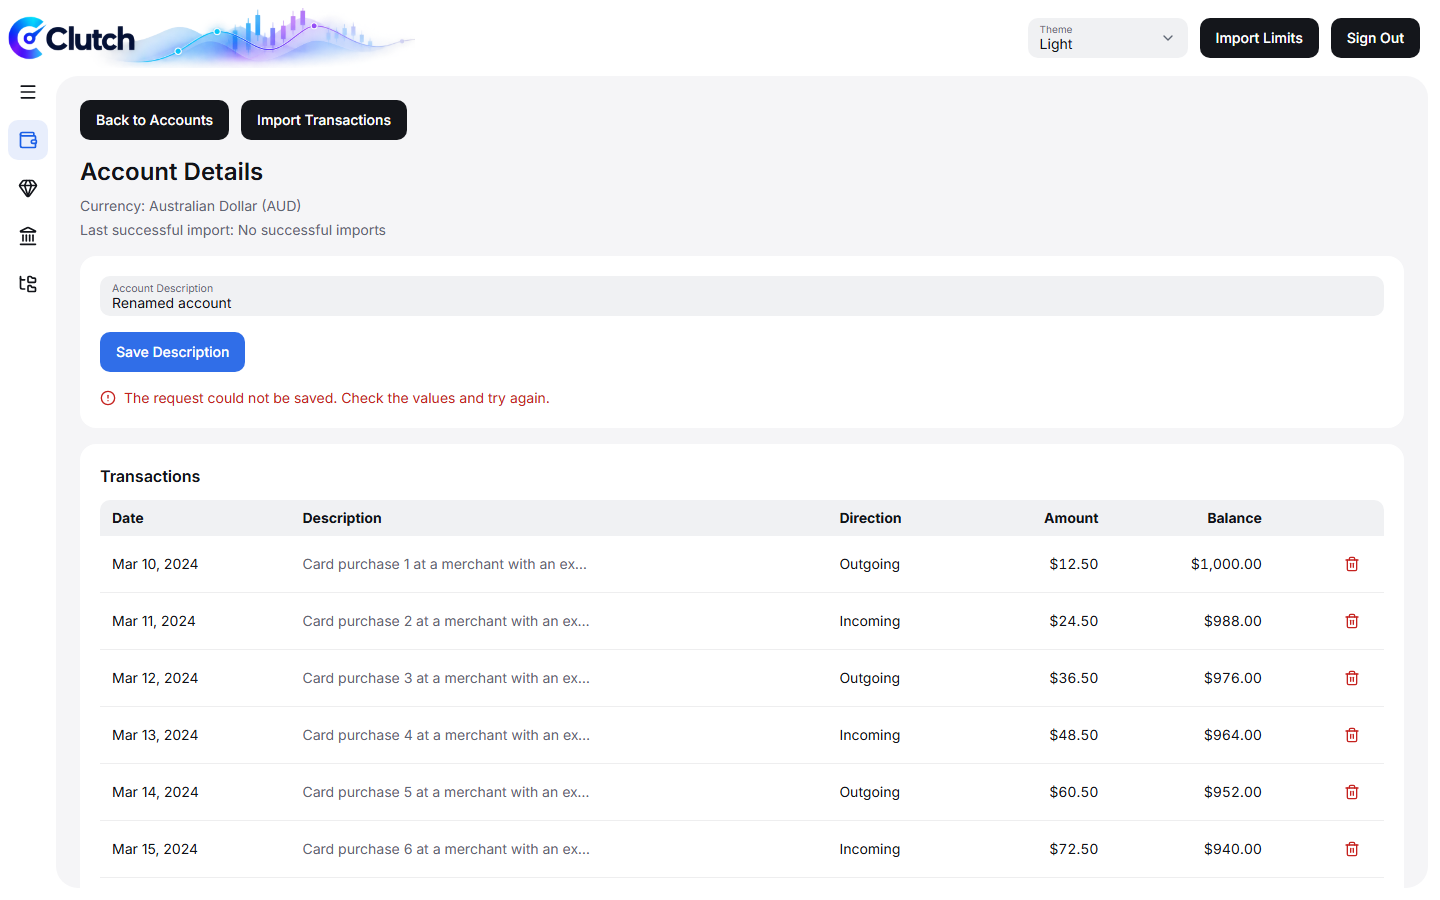 Clutch
Theme
Light
Import Limits
Sign Out
Back to Accounts
Import Transactions
Account Details
Currency: Australian Dollar (AUD)
Last successful import: No successful imports
Account Description
Renamed account
Save Description
The request could not be saved. Check the values and try again.
Transactions
Date Description Direction Amount Balance
Mar 10, 2024 Card purchase 1 at a merchant with an ex... Outgoing $12.50 $1,000.00
Mar 11, 2024 Card purchase 2 at a merchant with an ex... Incoming $24.50 $988.00
Mar 12, 2024 Card purchase 3 at a merchant with an ex... Outgoing $36.50 $976.00
Mar 13, 2024 Card purchase 4 at a merchant with an ex... Incoming $48.50 $964.00
Mar 14, 2024 Card purchase 5 at a merchant with an ex... Outgoing $60.50 $952.00
Mar 15, 2024 Card purchase 6 at a merchant with an ex... Incoming $72.50 $940.00